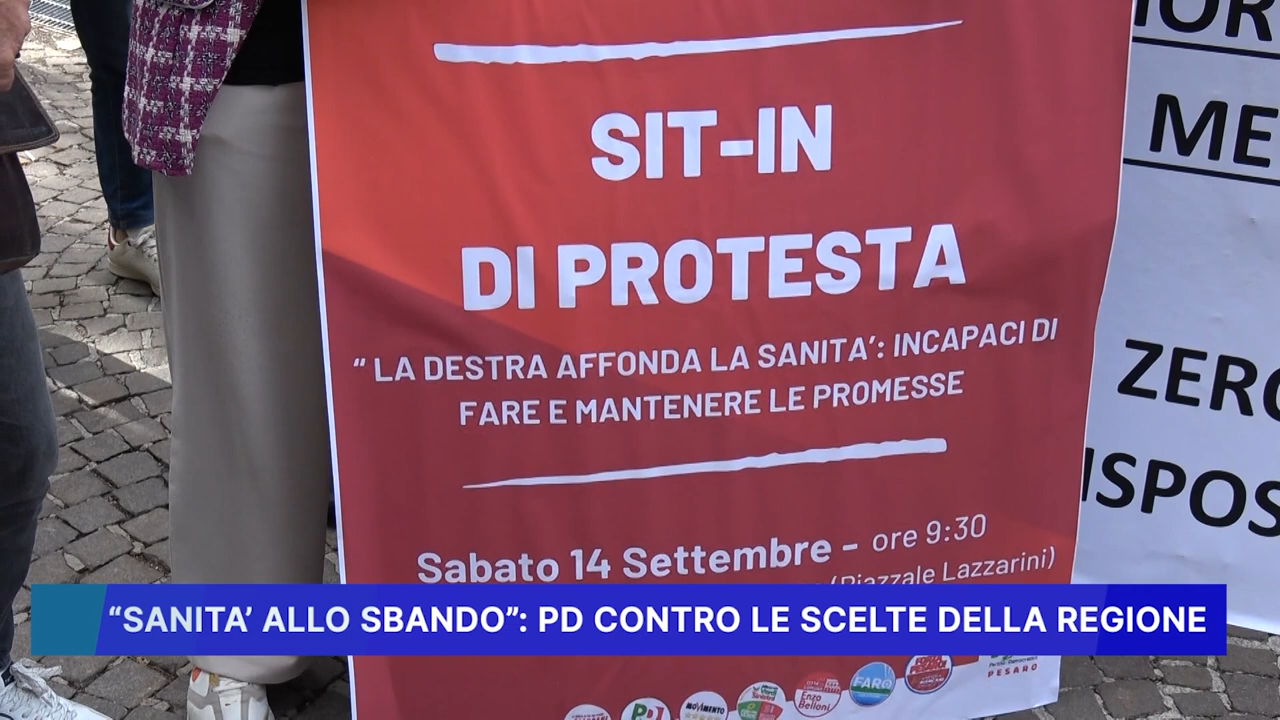 SIT-IN
DI PROTESTA
“ LA DESTRA AFFONDA LA SANITA’: INCAPACI DI
FARE E MANTENERE LE PROMESSE
Sabato 14 Settembre - ore 9:30
(Piazzale Lazzarini)
ME
ZERO
“SANITA’ ALLO SBANDO”: PD CONTRO LE SCELTE DELLA REGIONE
PD
MOVIMENTO
Enzo
Belloni
FARO
PESARO